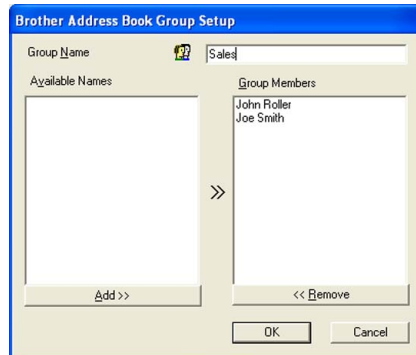 Brother Address Book Group Setup
Group Name
Sales
Available Names
Group Members
John Roller
Joe Smith
Add >>
<< Remove
OK
Cancel